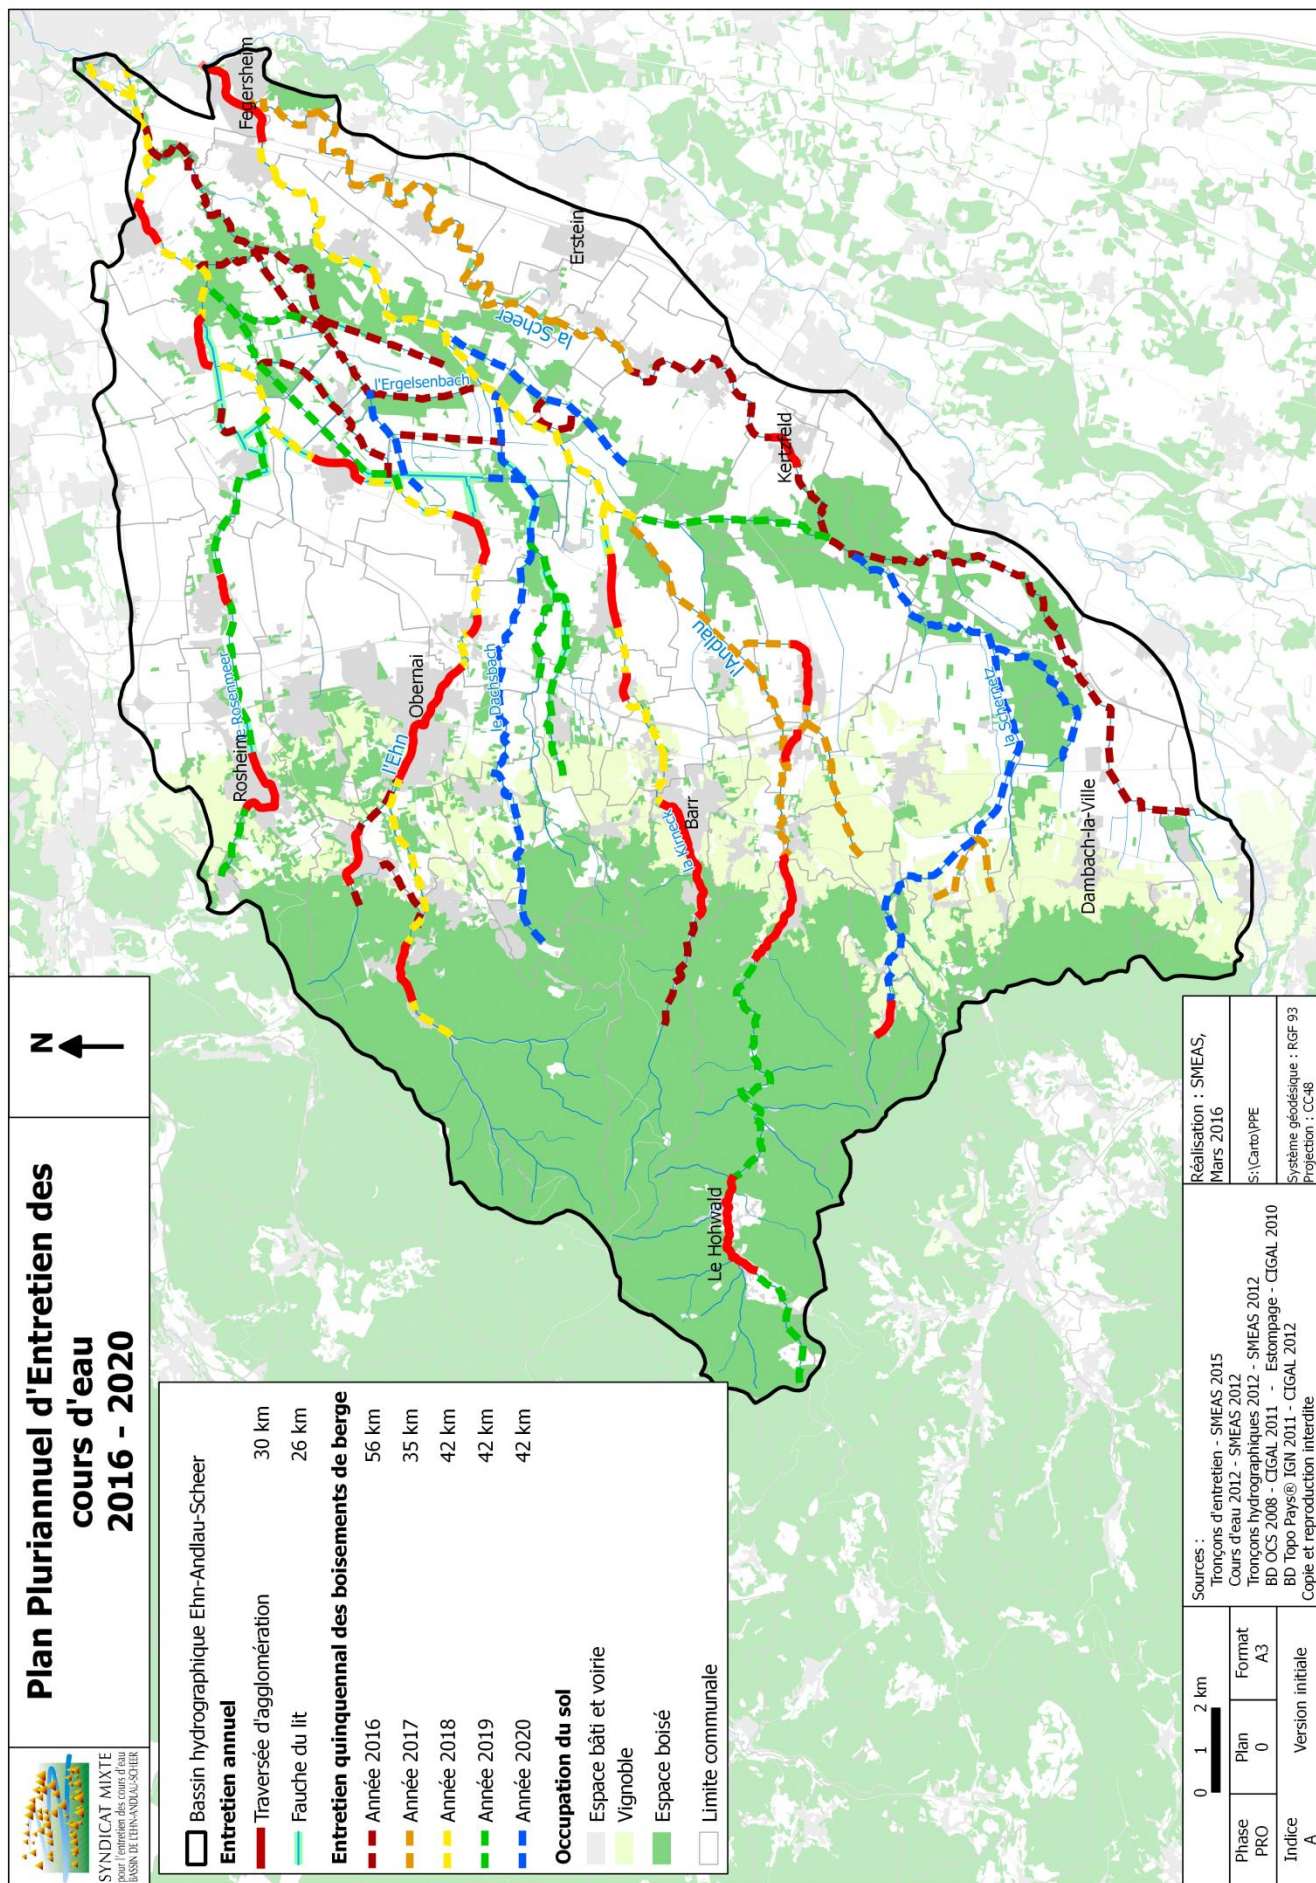 Plan Pluriannuel d'Entretien des
cours d'eau
2016 - 2020
N
SYNDICAT MIXTE
pour l'entretien des cours d'eau
BASSIN DE L'EHN-ANDLAU-SCHEER
Bassin hydrographique Ehn-Andlau-Scheer
Entretien annuel
Traversée d'agglomération 30 km
Fauche du lit 26 km
Entretien quinquennal des boisements de berge
Année 2016 56 km
Année 2017 35 km
Année 2018 42 km
Année 2019 42 km
Année 2020 42 km
Occupation du sol
Espace bâti et voirie
Vignoble
Espace boisé
Limite communale
Fegersheim
Erstein
la Scheer
l'Ergelsenbach
Kertzfeld
Rosheim
le Rosenmeer
Obernai
l'Ehn
le Dachsbach
l'Andlau
Barr
la Kirneck
la Schernetz
Dambach-la-Ville
Le Hohwald
0 1 2 km
Phase
PRO
Plan
0
Format
A3
Indice
A
Version initiale
Sources :
Tronçons d'entretien - SMEAS 2015
Cours d'eau 2012 - SMEAS 2012
Tronçons hydrographiques 2012 - SMEAS 2012
BD OCS 2008 - CIGAL 2011 - Estompage - CIGAL 2010
BD Topo Pays® IGN 2011 - CIGAL 2012
Copie et reproduction interdite
Réalisation : SMEAS,
Mars 2016
S:\Carto\PPE
Système géodésique : RGF 93
Projection : CC48